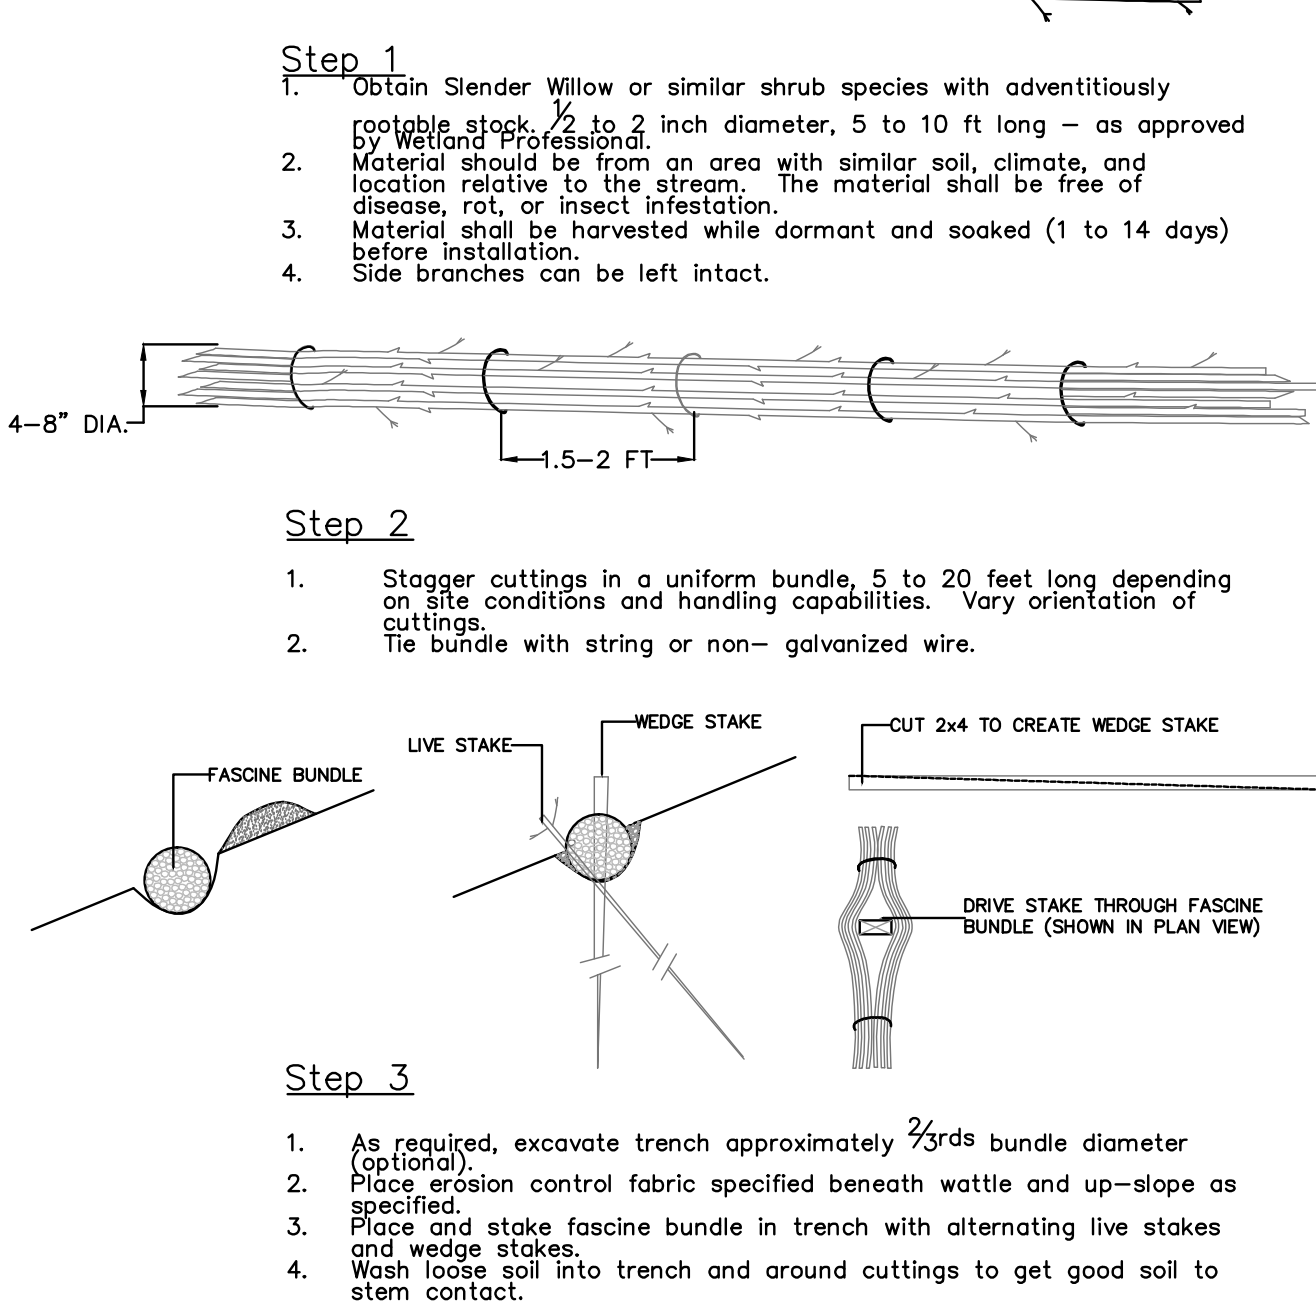 Step 1
1. Obtain Slender Willow or similar shrub species with adventitiously
rootable stock. 1/2 to 2 inch diameter, 5 to 10 ft long – as approved
by Wetland Professional.
2. Material should be from an area with similar soil, climate, and
location relative to the stream. The material shall be free of
disease, rot, or insect infestation.
3. Material shall be harvested while dormant and soaked (1 to 14 days)
before installation.
4. Side branches can be left intact.
4–8" DIA.
1.5–2 FT
Step 2
1. Stagger cuttings in a uniform bundle, 5 to 20 feet long depending
on site conditions and handling capabilities. Vary orientation of
cuttings.
2. Tie bundle with string or non– galvanized wire.
FASCINE BUNDLE
LIVE STAKE
WEDGE STAKE
CUT 2x4 TO CREATE WEDGE STAKE
DRIVE STAKE THROUGH FASCINE
BUNDLE (SHOWN IN PLAN VIEW)
Step 3
1. As required, excavate trench approximately 2/3rds bundle diameter
(optional).
2. Place erosion control fabric specified beneath wattle and up–slope as
specified.
3. Place and stake fascine bundle in trench with alternating live stakes
and wedge stakes.
4. Wash loose soil into trench and around cuttings to get good soil to
stem contact.